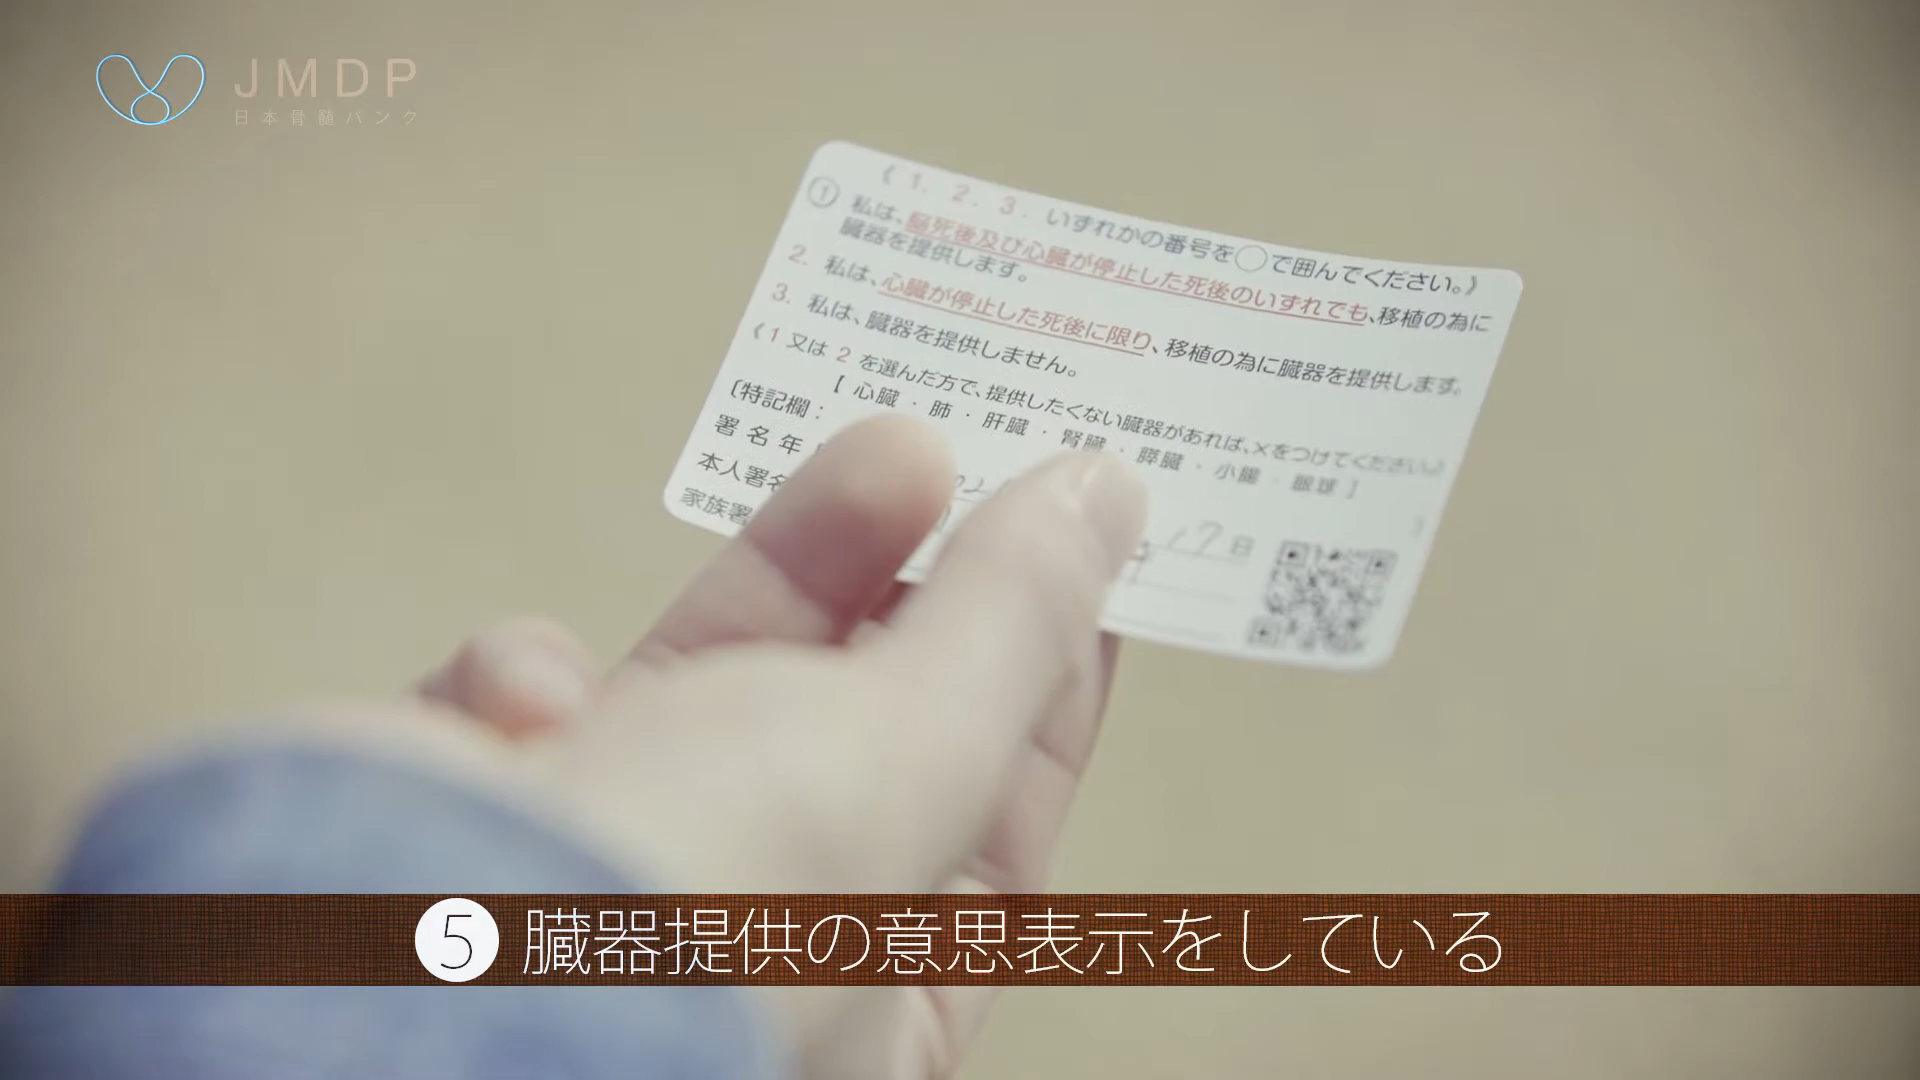 JMDP
日本骨髄バンク
《 1. 2. 3. いずれかの番号を○で囲んでください。》
① 私は、脳死後及び心臓が停止した死後のいずれでも、移植の為に
臓器を提供します。
2. 私は、心臓が停止した死後に限り、移植の為に臓器を提供します。
3. 私は、臓器を提供しません。
《1又は2を選んだ方で、提供したくない臓器があれば、×をつけてください。》
【 心臓 ・ 肺 ・ 肝臓 ・ 腎臓 ・ 膵臓 ・ 小腸 ・ 眼球 】
〔特記欄:
署名年
17日
本人署名
家族署
5 臓器提供の意思表示をしている